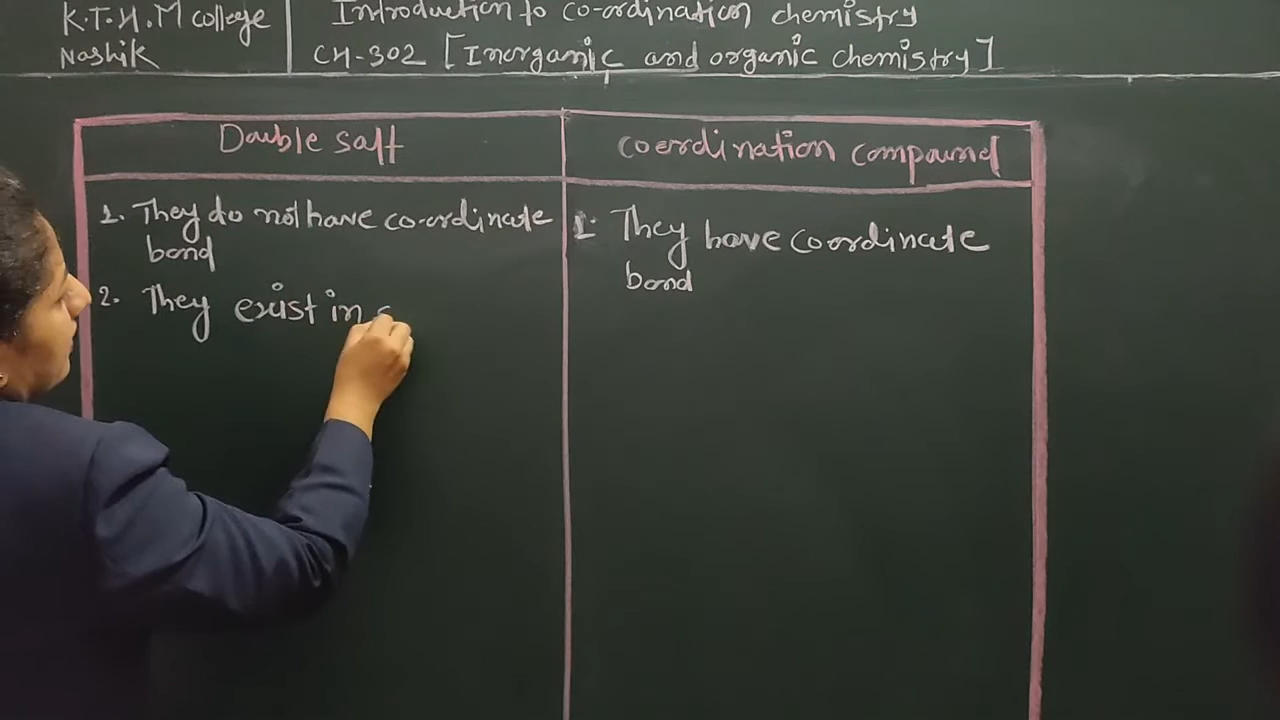 K.T.H.M college
Nashik
Introduction to co-ordination chemistry
CH-302 [Inorganic and organic chemistry]
Double salt
coordination compound
1. They do not have co-ordinate
bond
2. They exist in s
1. They have coordinate
bond